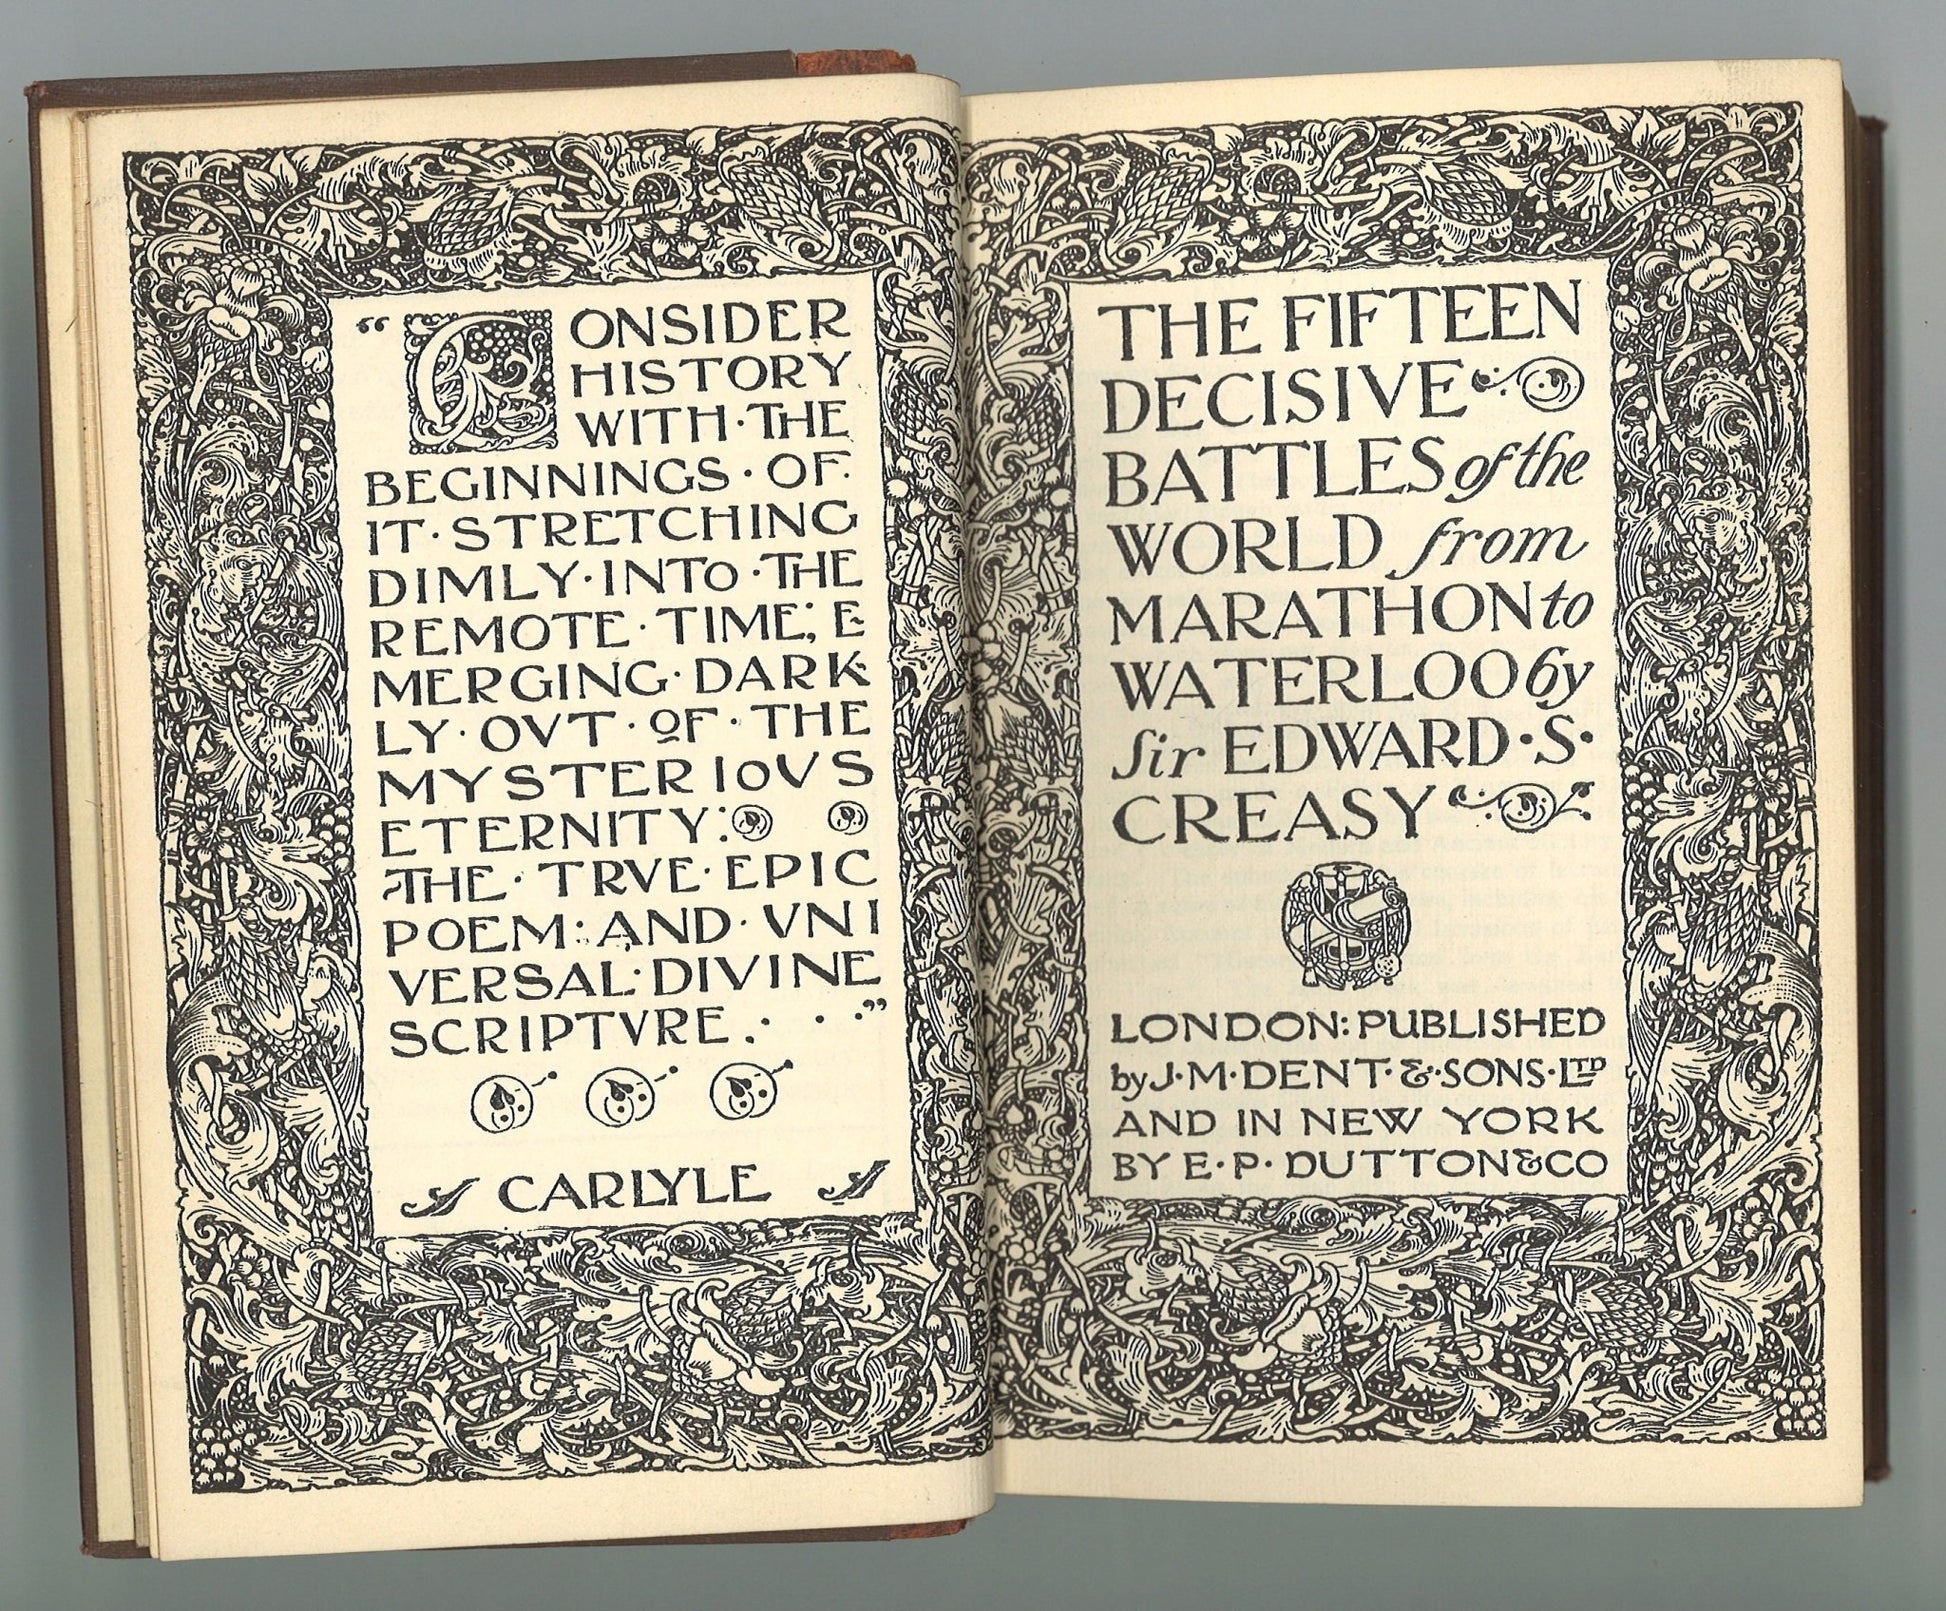 “CONSIDER
HISTORY
WITH·THE
BEGINNINGS·OF·
IT·STRETCHING
DIMLY·INTO·THE
REMOTE·TIME; E-
MERGING·DARK-
LY·OVT·OF·THE
MYSTERIOVS
ETERNITY:
THE·TRVE·EPIC
POEM:AND·VNI
VERSAL·DIVINE
SCRIPTVRE. · · ·”
CARLYLE
THE FIFTEEN
DECISIVE
BATTLES of the
WORLD from
MARATHON to
WATERLOO by
Sir EDWARD·S·
CREASY
LONDON: PUBLISHED
by J·M·DENT·&·SONS·LTD
AND IN NEW YORK
BY E·P·DUTTON&CO